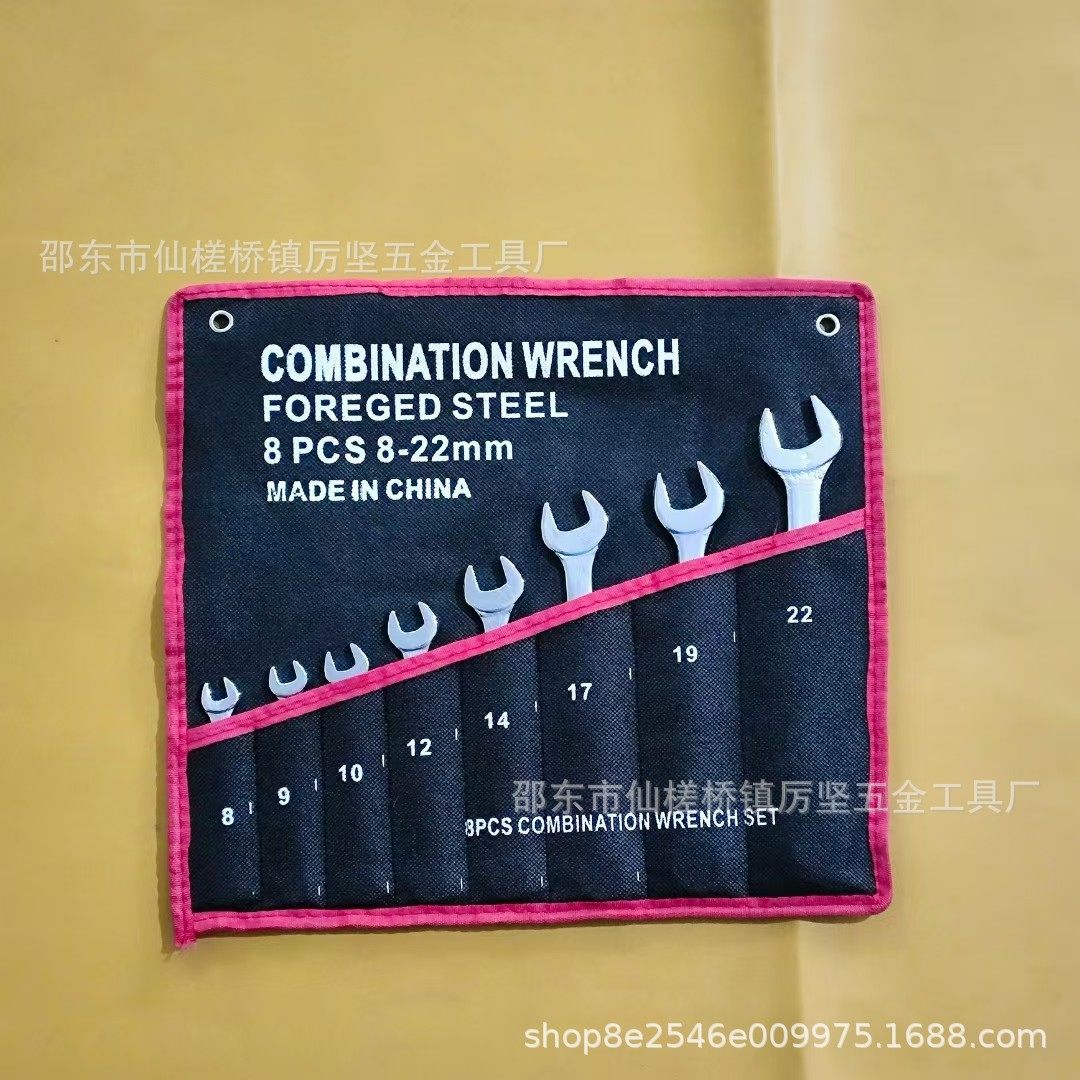 邵东市仙槎桥镇厉坚五金工具厂
COMBINATION WRENCH
FOREGED STEEL
8 PCS 8-22mm
MADE IN CHINA
22
19
17
14
12
10
9
8
邵东市仙槎桥镇厉坚五金工具厂
8PCS COMBINATION WRENCH SET
shop8e2546e009975.1688.com